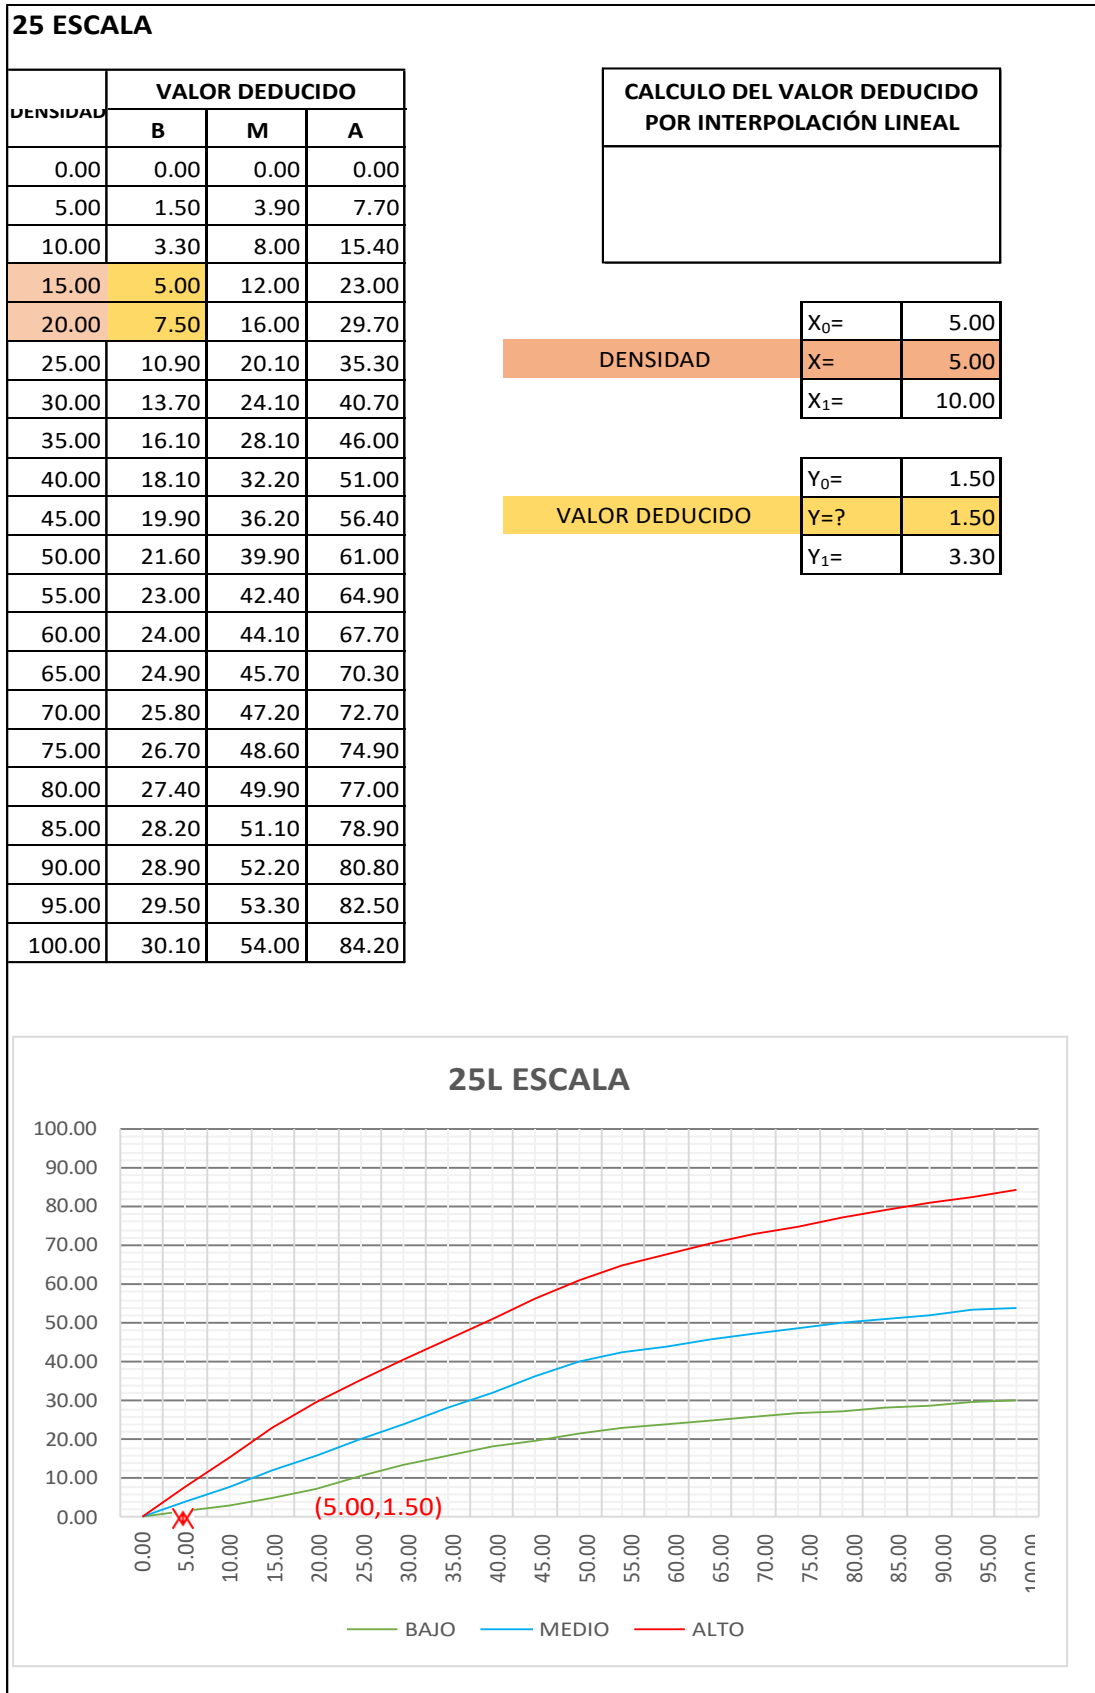 25 ESCALA
DENSIDAD VALOR DEDUCIDO
B M A
0.00 0.00 0.00 0.00
5.00 1.50 3.90 7.70
10.00 3.30 8.00 15.40
15.00 5.00 12.00 23.00
20.00 7.50 16.00 29.70
25.00 10.90 20.10 35.30
30.00 13.70 24.10 40.70
35.00 16.10 28.10 46.00
40.00 18.10 32.20 51.00
45.00 19.90 36.20 56.40
50.00 21.60 39.90 61.00
55.00 23.00 42.40 64.90
60.00 24.00 44.10 67.70
65.00 24.90 45.70 70.30
70.00 25.80 47.20 72.70
75.00 26.70 48.60 74.90
80.00 27.40 49.90 77.00
85.00 28.20 51.10 78.90
90.00 28.90 52.20 80.80
95.00 29.50 53.30 82.50
100.00 30.10 54.00 84.20
CALCULO DEL VALOR DEDUCIDO
POR INTERPOLACIÓN LINEAL
X₀= 5.00
DENSIDAD X= 5.00
X₁= 10.00
Y₀= 1.50
VALOR DEDUCIDO Y=? 1.50
Y₁= 3.30
25L ESCALA
100.00
90.00
80.00
70.00
60.00
50.00
40.00
30.00
20.00
10.00
0.00
(5.00,1.50)
0.00 5.00 10.00 15.00 20.00 25.00 30.00 35.00 40.00 45.00 50.00 55.00 60.00 65.00 70.00 75.00 80.00 85.00 90.00 95.00 100.00
BAJO MEDIO ALTO